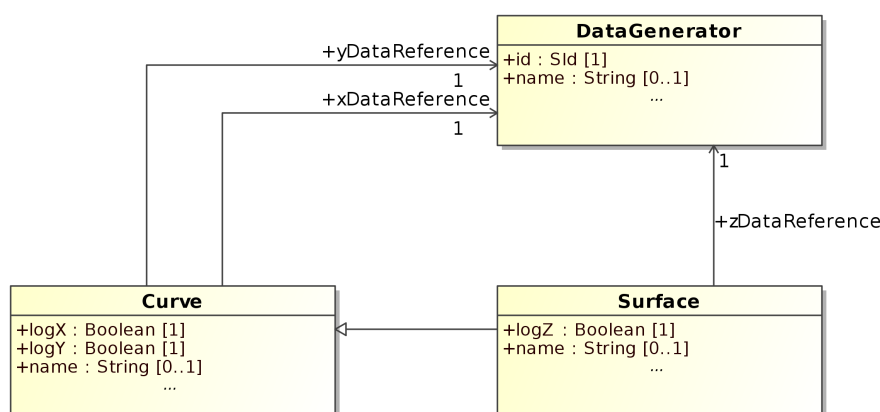 DataGenerator
+id : SId [1]
+name : String [0..1]
...
+yDataReference
1
+xDataReference
1
1
+zDataReference
Curve
+logX : Boolean [1]
+logY : Boolean [1]
+name : String [0..1]
...
Surface
+logZ : Boolean [1]
+name : String [0..1]
...